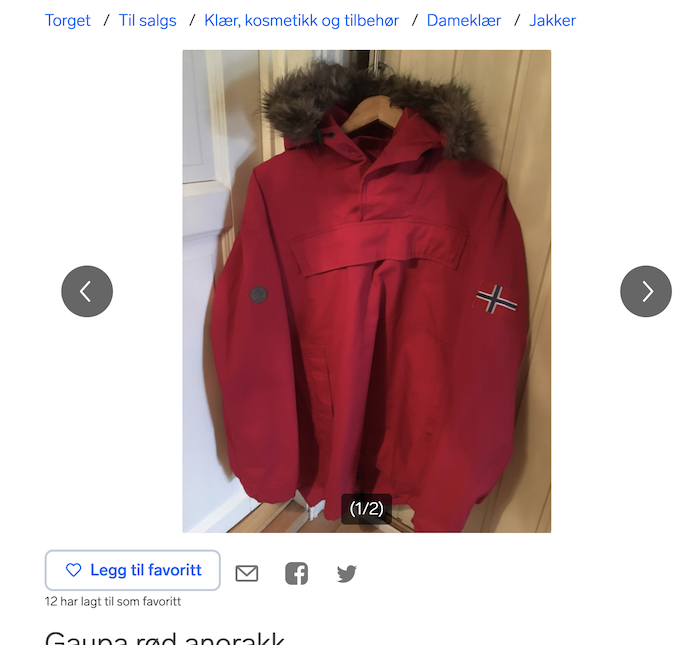 Torget / Til salgs / Klær, kosmetikk og tilbehør / Dameklær / Jakker
(1/2)
Legg til favoritt
12 har lagt til som favoritt
Gaupa rød anorakk